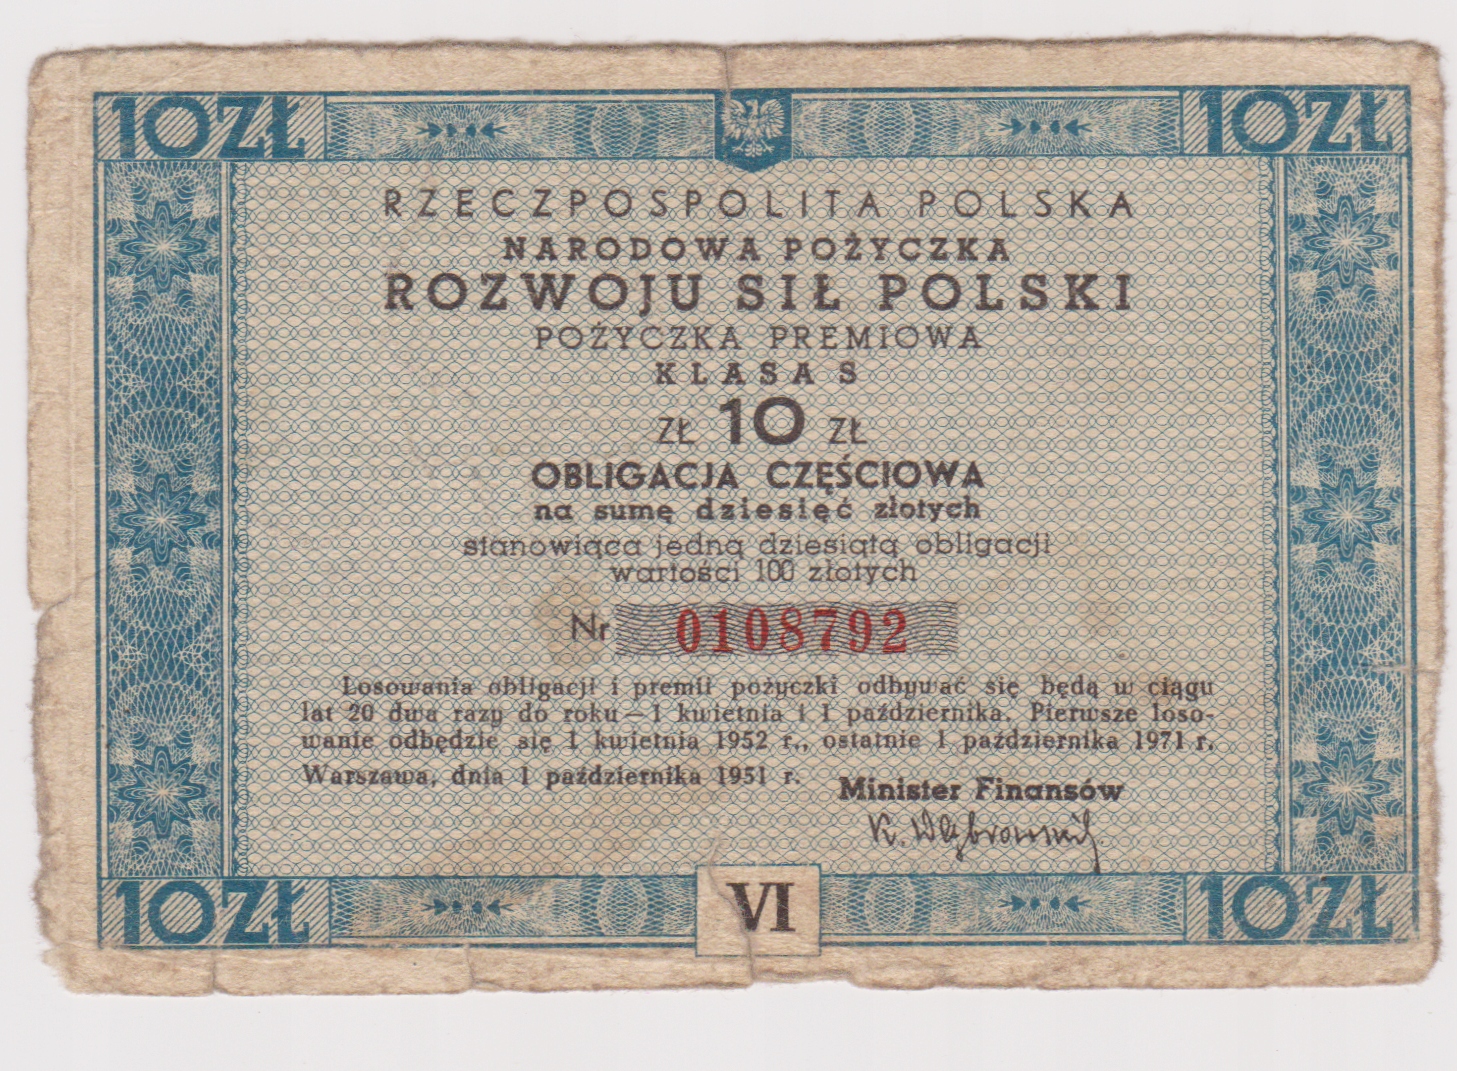 10 ZŁ 10 ZŁ
RZECZPOSPOLITA POLSKA
NARODOWA POŻYCZKA
ROZWOJU SIŁ POLSKI
POŻYCZKA PREMIOWA
KLASA S
ZŁ 10 ZŁ
OBLIGACJA CZĘŚCIOWA
na sumę dziesięć złotych
stanowiąca jedną dziesiątą obligacji
wartości 100 złotych
Nr 0108792
Losowania obligacji i premii pożyczki odbywać się będą w ciągu
lat 20 dwa razy do roku — 1 kwietnia i 1 października. Pierwsze loso-
wanie odbędzie się 1 kwietnia 1952 r., ostatnie 1 października 1971 r.
Warszawa, dnia 1 października 1951 r.
Minister Finansów
K. Dąbrowski
10 ZŁ VI 10 ZŁ